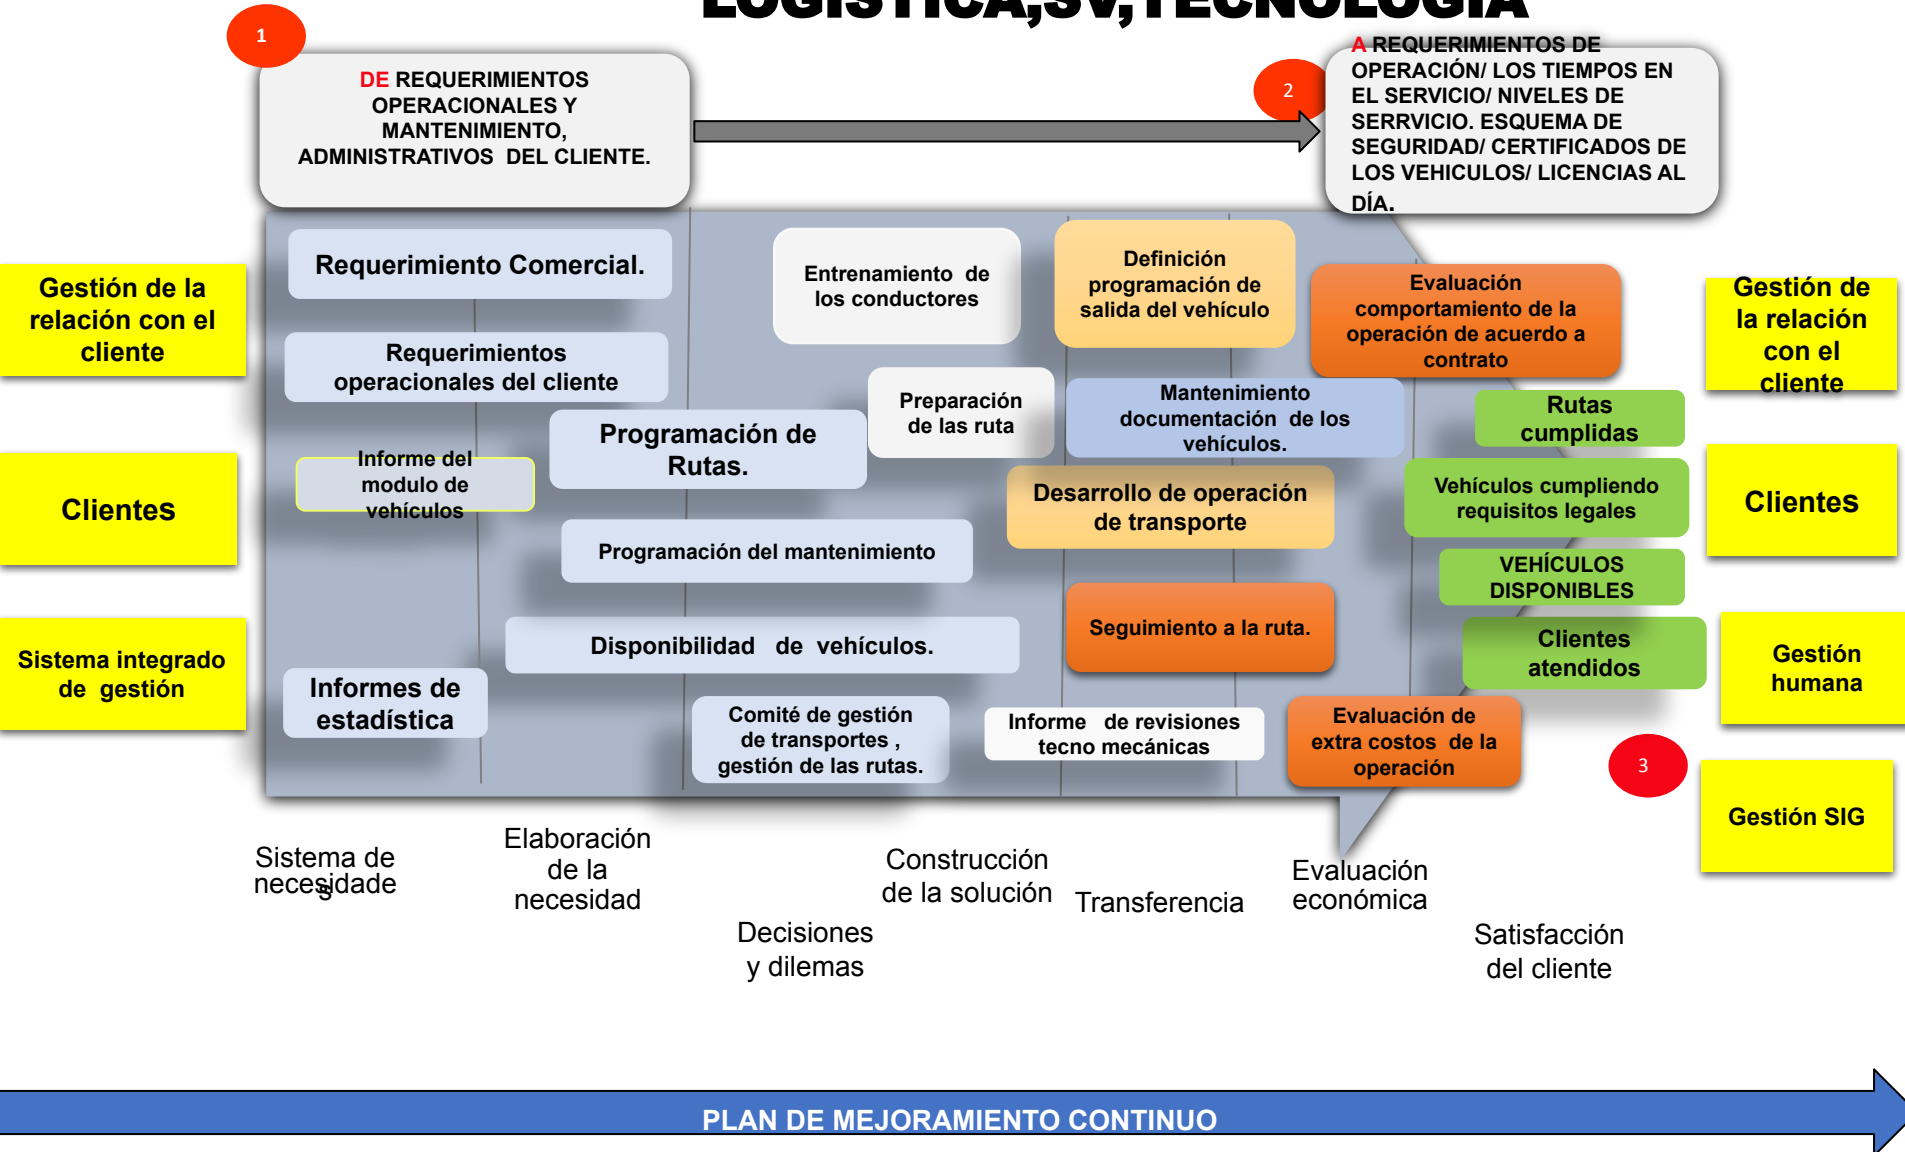 LOGISTICA,SV,TECNOLOGIA
1
DE REQUERIMIENTOS
OPERACIONALES Y
MANTENIMIENTO,
ADMINISTRATIVOS DEL CLIENTE.
2
A REQUERIMIENTOS DE
OPERACIÓN/ LOS TIEMPOS EN
EL SERVICIO/ NIVELES DE
SERRVICIO. ESQUEMA DE
SEGURIDAD/ CERTIFICADOS DE
LOS VEHICULOS/ LICENCIAS AL
DÍA.
Gestión de la
relación con el
cliente
Clientes
Sistema integrado
de gestión
Requerimiento Comercial.
Requerimientos
operacionales del cliente
Informe del
modulo de
vehículos
Informes de
estadística
Programación de
Rutas.
Programación del mantenimiento
Disponibilidad de vehículos.
Comité de gestión
de transportes ,
gestión de las rutas.
Entrenamiento de
los conductores
Preparación
de las ruta
Definición
programación de
salida del vehículo
Mantenimiento
documentación de los
vehículos.
Desarrollo de operación
de transporte
Seguimiento a la ruta.
Informe de revisiones
tecno mecánicas
Evaluación
comportamiento de la
operación de acuerdo a
contrato
Evaluación de
extra costos de la
operación
Rutas
cumplidas
Vehículos cumpliendo
requisitos legales
VEHÍCULOS
DISPONIBLES
Clientes
atendidos
3
Gestión de
la relación
con el
cliente
Clientes
Gestión
humana
Gestión SIG
Sistema de
necesidade
s
Elaboración
de la
necesidad
Decisiones
y dilemas
Construcción
de la solución
Transferencia
Evaluación
económica
Satisfacción
del cliente
PLAN DE MEJORAMIENTO CONTINUO